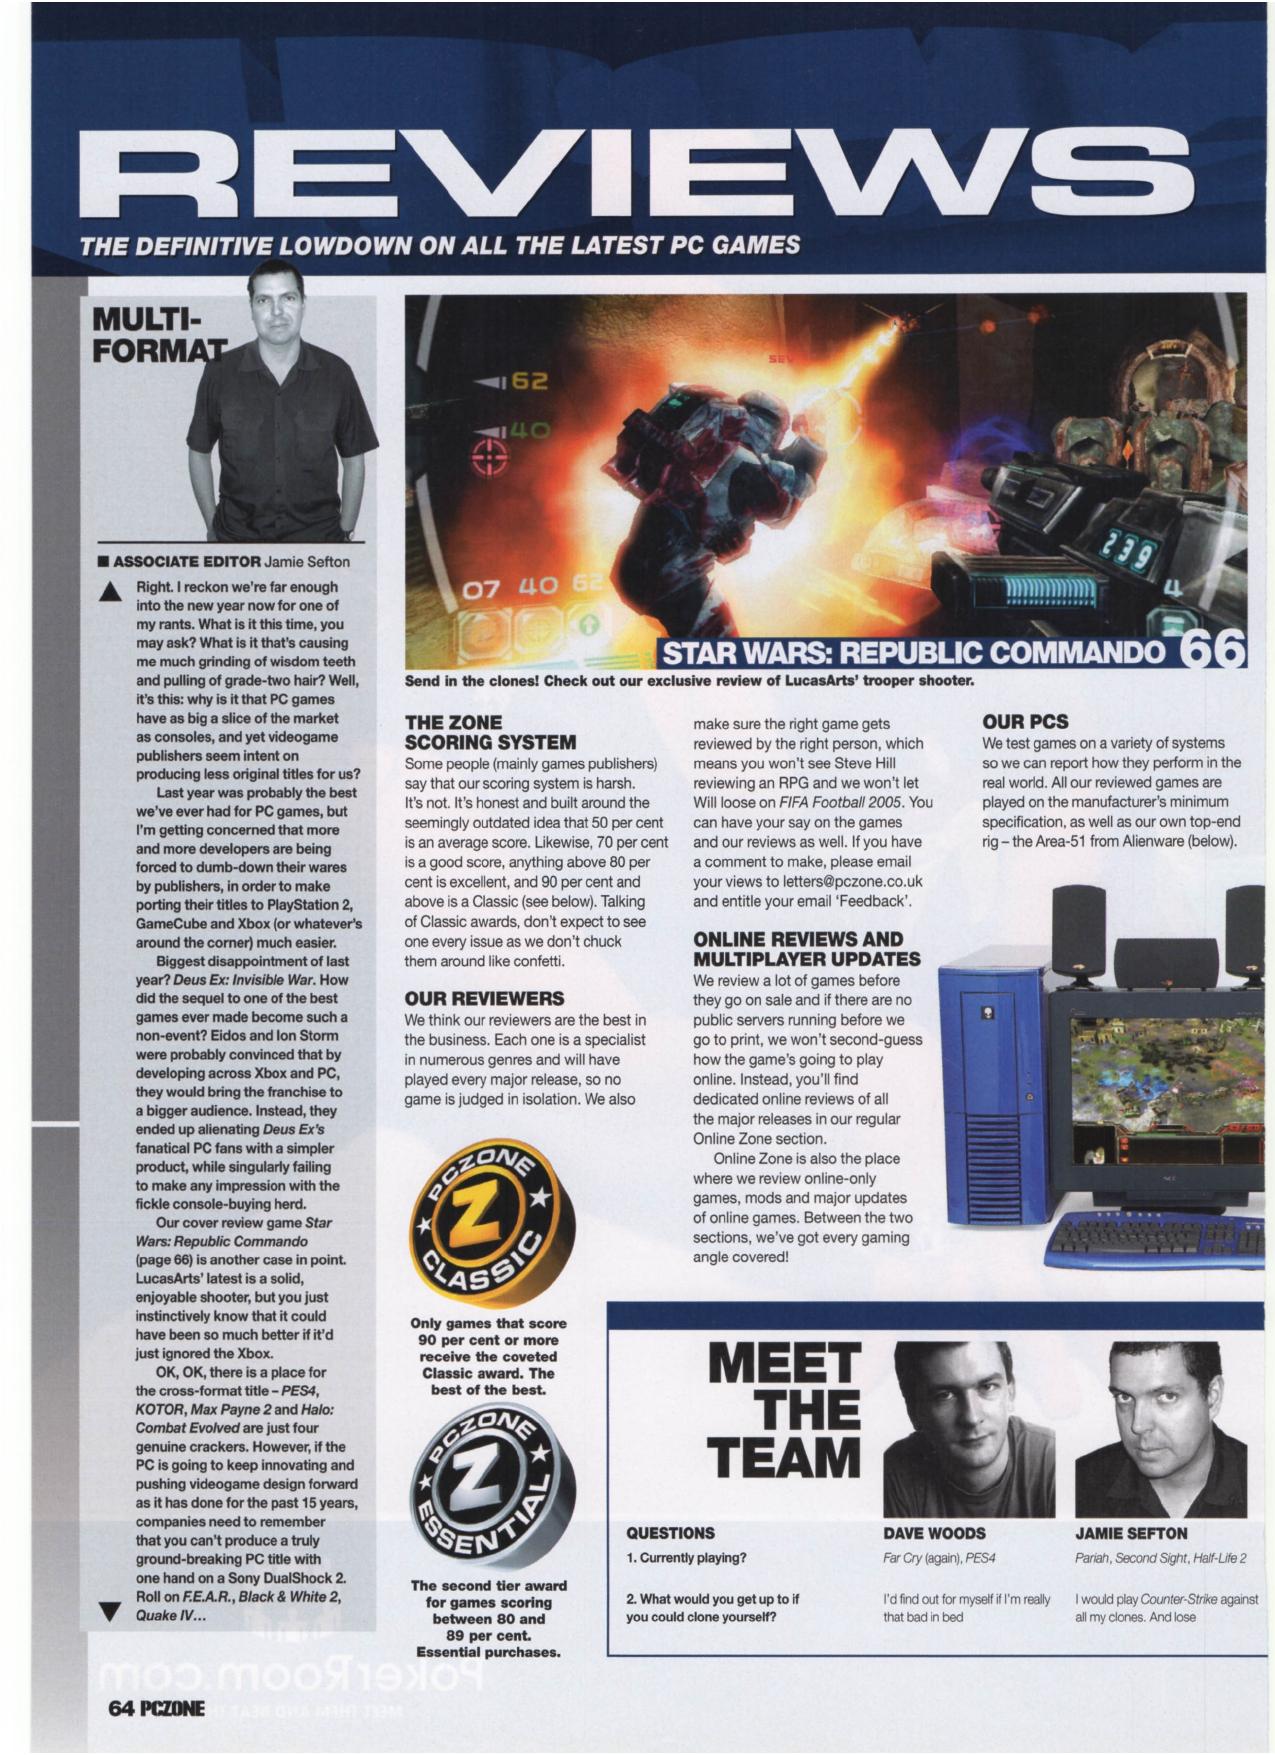 REVIEWS
THE DEFINITIVE LOWDOWN ON ALL THE LATEST PC GAMES
MULTI-
FORMAT
■ ASSOCIATE EDITOR Jamie Sefton
▲ Right. I reckon we're far enough
into the new year now for one of
my rants. What is it this time, you
may ask? What is it that's causing
me much grinding of wisdom teeth
and pulling of grade-two hair? Well,
it's this: why is it that PC games
have as big a slice of the market
as consoles, and yet videogame
publishers seem intent on
producing less original titles for us?
Last year was probably the best
we've ever had for PC games, but
I'm getting concerned that more
and more developers are being
forced to dumb-down their wares
by publishers, in order to make
porting their titles to PlayStation 2,
GameCube and Xbox (or whatever's
around the corner) much easier.
Biggest disappointment of last
year? Deus Ex: Invisible War. How
did the sequel to one of the best
games ever made become such a
non-event? Eidos and Ion Storm
were probably convinced that by
developing across Xbox and PC,
they would bring the franchise to
a bigger audience. Instead, they
ended up alienating Deus Ex's
fanatical PC fans with a simpler
product, while singularly failing
to make any impression with the
fickle console-buying herd.
Our cover review game Star
Wars: Republic Commando
(page 66) is another case in point.
LucasArts' latest is a solid,
enjoyable shooter, but you just
instinctively know that it could
have been so much better if it'd
just ignored the Xbox.
OK, OK, there is a place for
the cross-format title – PES4,
KOTOR, Max Payne 2 and Halo:
Combat Evolved are just four
genuine crackers. However, if the
PC is going to keep innovating and
pushing videogame design forward
as it has done for the past 15 years,
companies need to remember
that you can't produce a truly
ground-breaking PC title with
one hand on a Sony DualShock 2.
Roll on F.E.A.R., Black & White 2,
▼ Quake IV...
62
40
SEV
07 40 62
239
4
STAR WARS: REPUBLIC COMMANDO 66
Send in the clones! Check out our exclusive review of LucasArts' trooper shooter.
THE ZONE
SCORING SYSTEM
Some people (mainly games publishers)
say that our scoring system is harsh.
It's not. It's honest and built around the
seemingly outdated idea that 50 per cent
is an average score. Likewise, 70 per cent
is a good score, anything above 80 per
cent is excellent, and 90 per cent and
above is a Classic (see below). Talking
of Classic awards, don't expect to see
one every issue as we don't chuck
them around like confetti.
OUR REVIEWERS
We think our reviewers are the best in
the business. Each one is a specialist
in numerous genres and will have
played every major release, so no
game is judged in isolation. We also
make sure the right game gets
reviewed by the right person, which
means you won't see Steve Hill
reviewing an RPG and we won't let
Will loose on FIFA Football 2005. You
can have your say on the games
and our reviews as well. If you have
a comment to make, please email
your views to letters@pczone.co.uk
and entitle your email 'Feedback'.
ONLINE REVIEWS AND
MULTIPLAYER UPDATES
We review a lot of games before
they go on sale and if there are no
public servers running before we
go to print, we won't second-guess
how the game's going to play
online. Instead, you'll find
dedicated online reviews of all
the major releases in our regular
Online Zone section.
Online Zone is also the place
where we review online-only
games, mods and major updates
of online games. Between the two
sections, we've got every gaming
angle covered!
OUR PCS
We test games on a variety of systems
so we can report how they perform in the
real world. All our reviewed games are
played on the manufacturer's minimum
specification, as well as our own top-end
rig – the Area-51 from Alienware (below).
NEC
PCZONE
Z
CLASSIC
Only games that score
90 per cent or more
receive the coveted
Classic award. The
best of the best.
PCZONE
Z
ESSENTIAL
The second tier award
for games scoring
between 80 and
89 per cent.
Essential purchases.
MEET
THE
TEAM
QUESTIONS
1. Currently playing?
2. What would you get up to if
you could clone yourself?
DAVE WOODS
Far Cry (again), PES4
I'd find out for myself if I'm really
that bad in bed
JAMIE SEFTON
Pariah, Second Sight, Half-Life 2
I would play Counter-Strike against
all my clones. And lose
PokerRoom.com
64 PCZONE